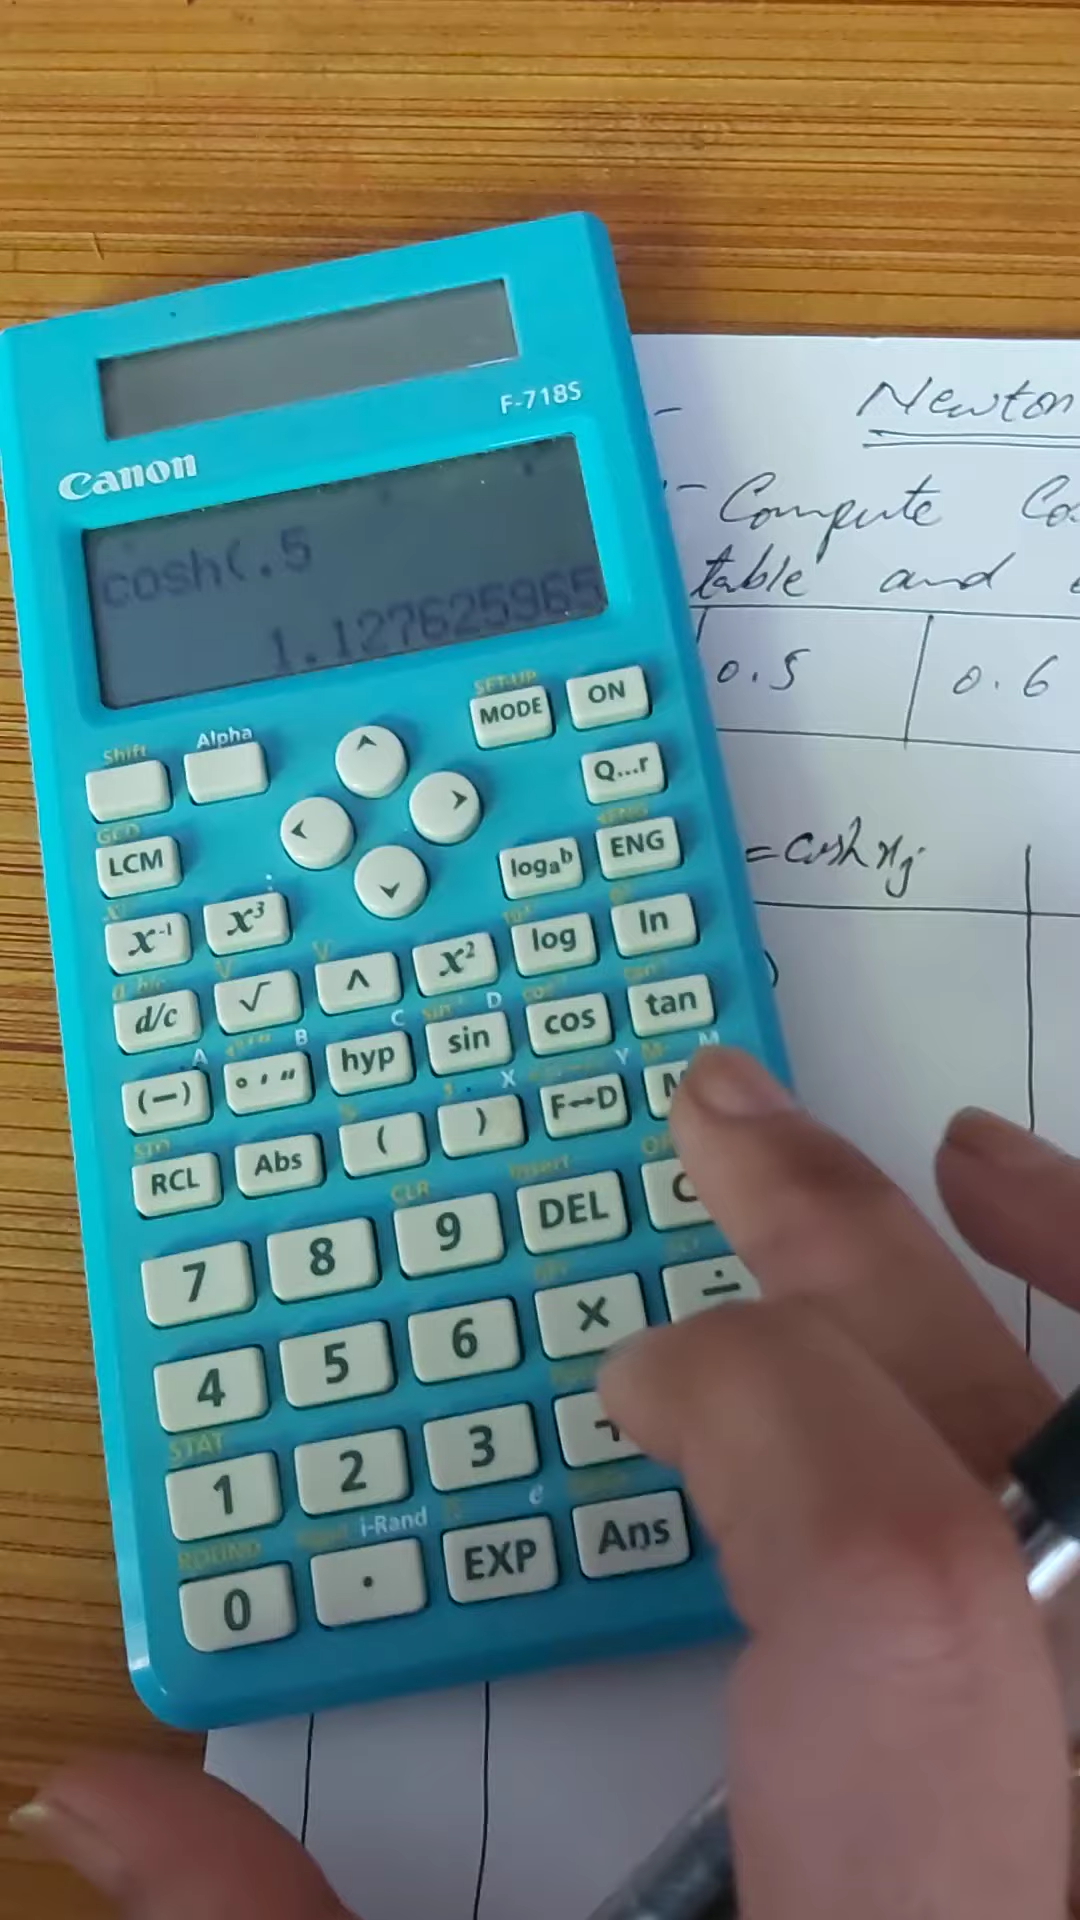 F-718S
Canon
cosh(.5
1.127625965
Newton
Compute
table and
0.5
0.6
= cosh xj
SET-UP
MODE
ON
Shift
Alpha
Q...r
GCD
LCM
ENG
logab
x-1
x3
log
ln
d/c
√
^
x2
(−)
A
° ’ ”
B
hyp
C
sin
D
cos
tan
STO
RCL
Abs
(
)
X
F↔D
Y
M
CLR
Insert
7
8
9
DEL
4
5
6
×
÷
STAT
1
2
3
ROUND
i-Rand
e
0
.
EXP
Ans